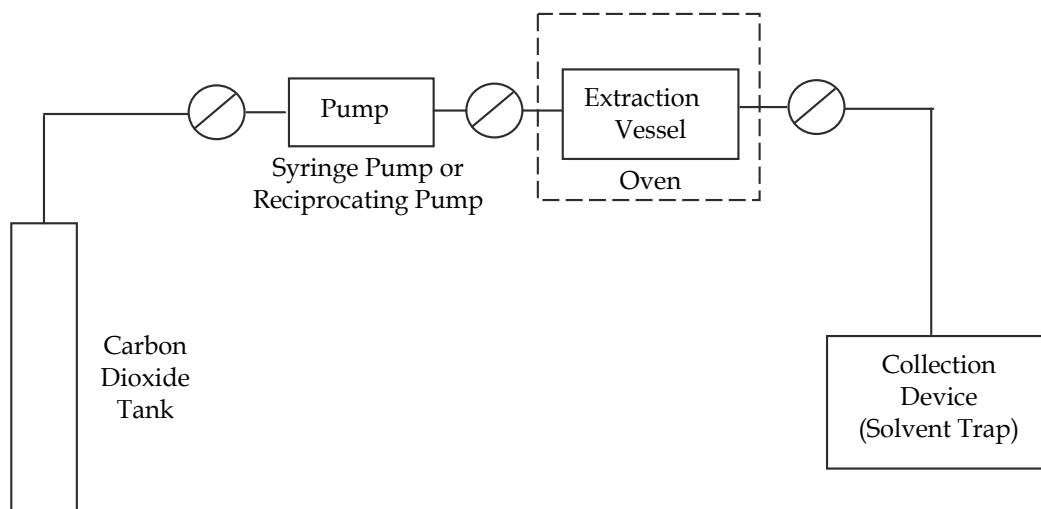 Pump
Syringe Pump or
Reciprocating Pump
Extraction
Vessel
Oven
Carbon
Dioxide
Tank
Collection
Device
(Solvent Trap)